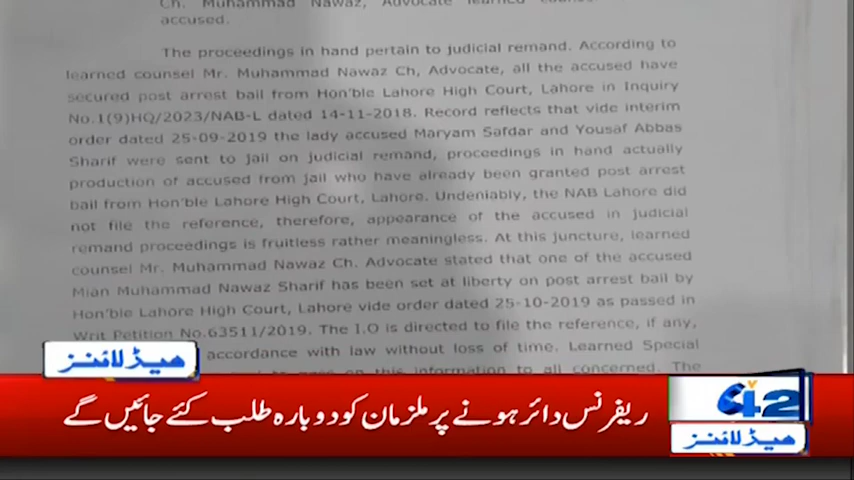 Ch. Muhammad Nawaz, Advocate learned
accused.
The proceedings in hand pertain to judicial remand. According to
learned counsel Mr. Muhammad Nawaz Ch, Advocate, all the accused have
secured post arrest bail from Hon'ble Lahore High Court, Lahore in Inquiry
No.1(9)HQ/2023/NAB-L dated 14-11-2018. Record reflects that vide interim
order dated 25-09-2019 the lady accused Maryam Safdar and Yousaf Abbas
Sharif were sent to jail on judicial remand, proceedings in hand actually
production of accused from jail who have already been granted post arrest
bail from Hon'ble Lahore High Court, Lahore. Undeniably, the NAB Lahore did
not file the reference, therefore, appearance of the accused in judicial
remand proceedings is fruitless rather meaningless. At this juncture, learned
counsel Mr. Muhammad Nawaz Ch. Advocate stated that one of the accused
Mian Muhammad Nawaz Sharif has been set at liberty on post arrest bail by
Hon'ble Lahore High Court, Lahore vide order dated 25-10-2019 as passed in
Writ Petition No.63511/2019. The I.O is directed to file the reference, if any,
accordance with law without loss of time. Learned Special
this information to all concerned. The
ہیڈلائنز
ریفرنس دائر ہونے پر ملزمان کو دوبارہ طلب کئے جائیں گے
42
ہیڈلائنز